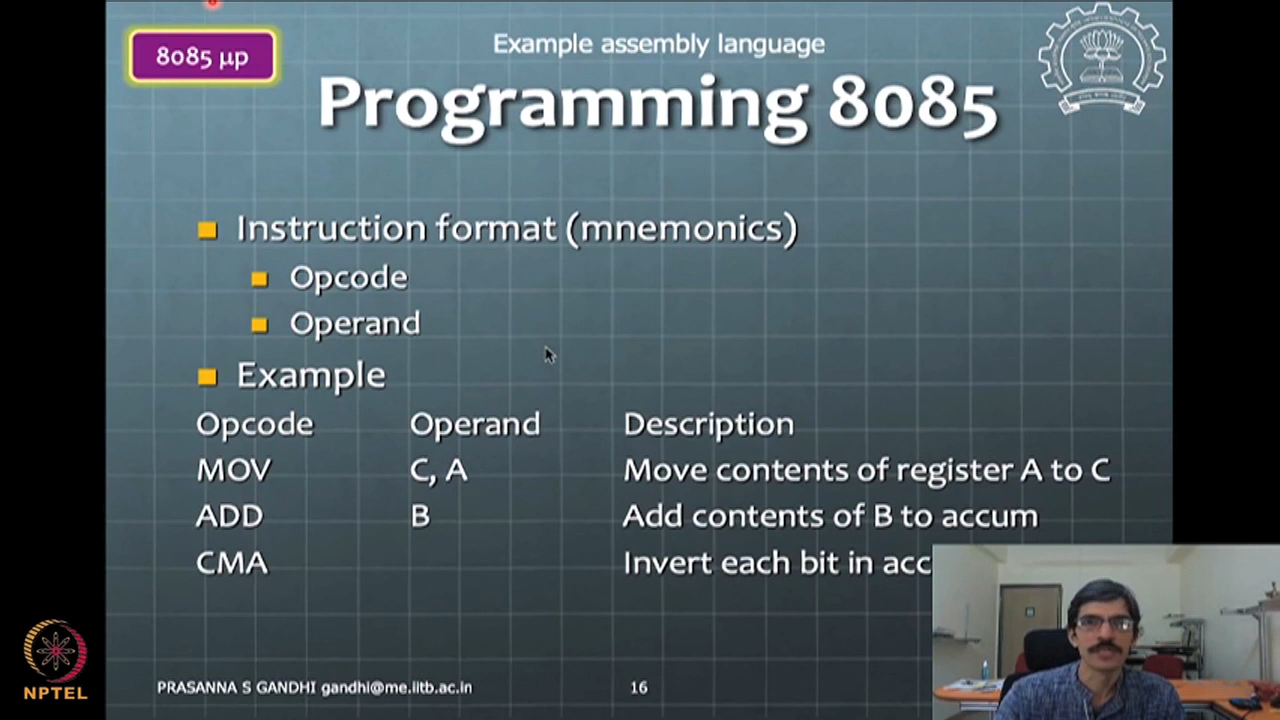 8085 µp
Example assembly language
Programming 8085
Instruction format (mnemonics)
Opcode
Operand
Example
Opcode Operand Description
MOV C, A Move contents of register A to C
ADD B Add contents of B to accum
CMA Invert each bit in acc
PRASANNA S GANDHI gandhi@me.iitb.ac.in 16
NPTEL